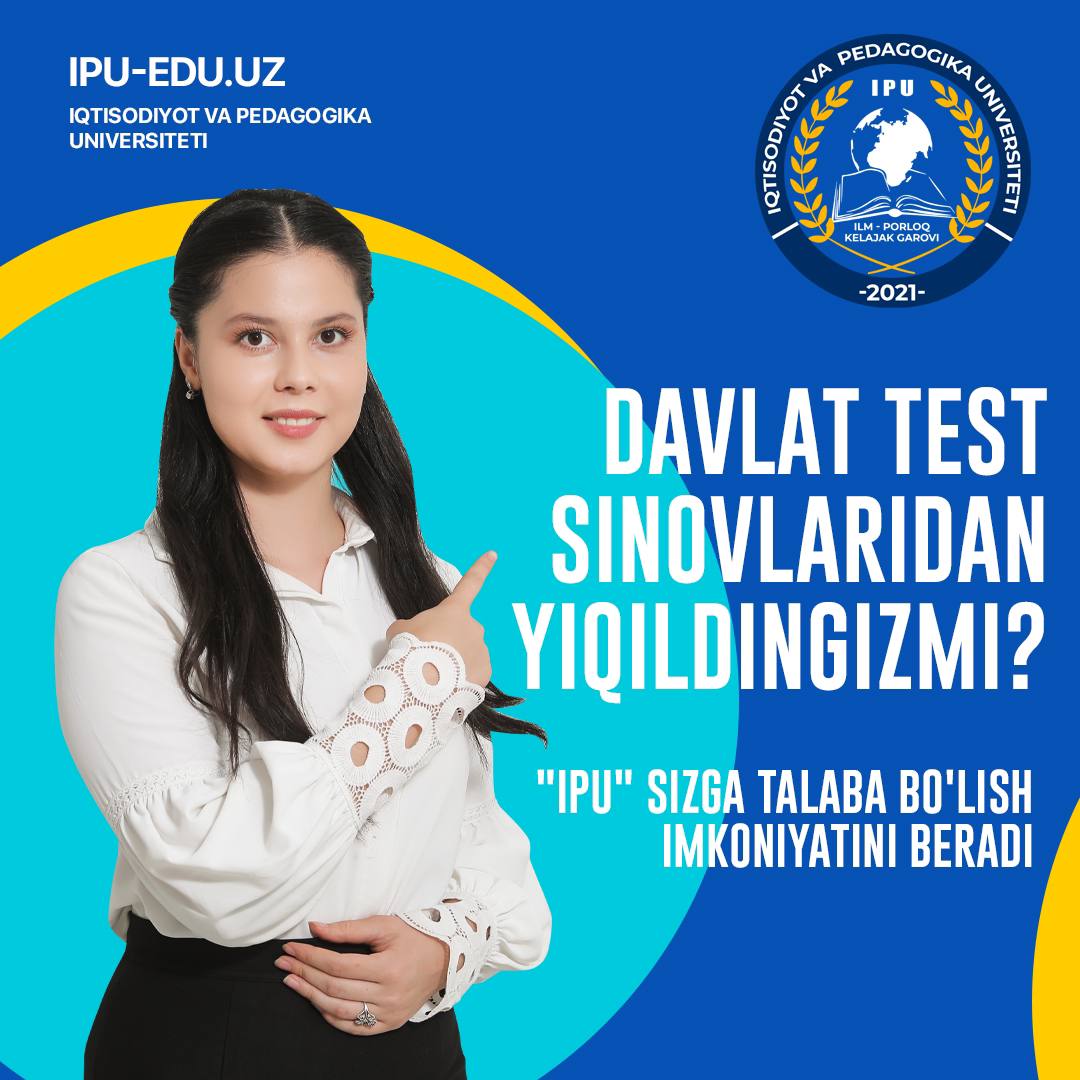 IPU-EDU.UZ
IQTISODIYOT VA PEDAGOGIKA
UNIVERSITETI
IQTISODIYOT VA PEDAGOGIKA UNIVERSITETI
IPU
ILM - PORLOQ
KELAJAK GAROVI
-2021-
DAVLAT TEST
SINOVLARIDAN
YIQILDINGIZMI?
"IPU" SIZGA TALABA BO'LISH
IMKONIYATINI BERADI